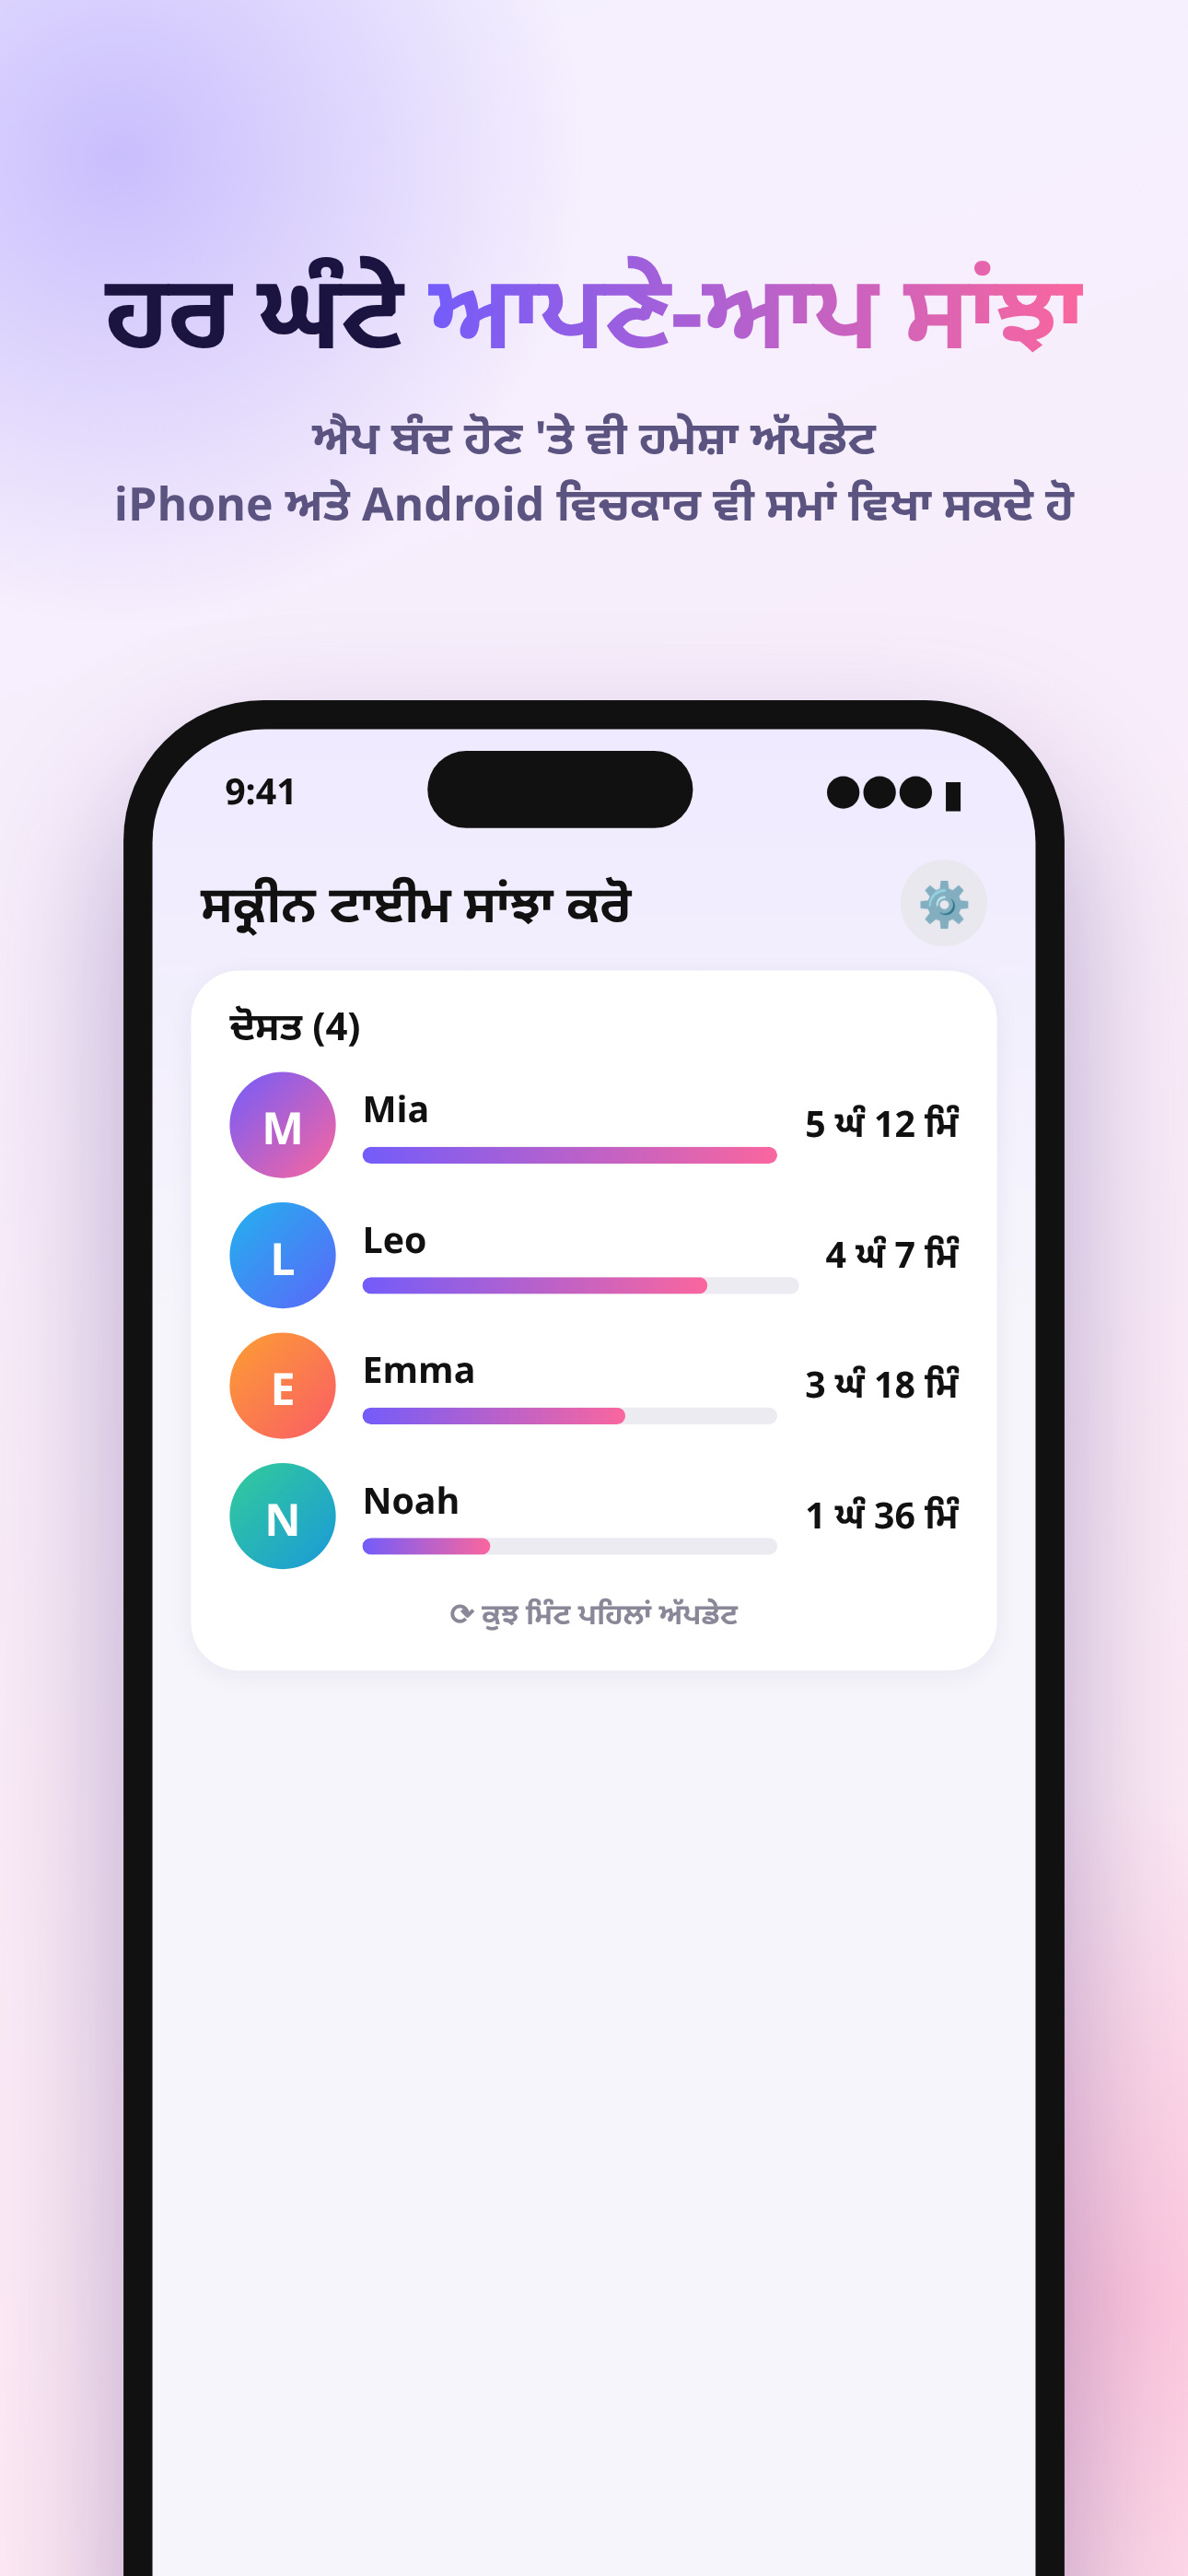 ਹਰ ਘੰਟੇ ਆਪਣੇ-ਆਪ ਸਾਂਝਾ
ਐਪ ਬੰਦ ਹੋਣ 'ਤੇ ਵੀ ਹਮੇਸ਼ਾ ਅੱਪਡੇਟ
iPhone ਅਤੇ Android ਵਿਚਕਾਰ ਵੀ ਸਮਾਂ ਵਿਖਾ ਸਕਦੇ ਹੋ
9:41
ਸਕ੍ਰੀਨ ਟਾਈਮ ਸਾਂਝਾ ਕਰੋ
ਦੋਸਤ (4)
M Mia 5 ਘੰ 12 ਮਿੰ
L Leo 4 ਘੰ 7 ਮਿੰ
E Emma 3 ਘੰ 18 ਮਿੰ
N Noah 1 ਘੰ 36 ਮਿੰ
⟳ ਕੁਝ ਮਿੰਟ ਪਹਿਲਾਂ ਅੱਪਡੇਟ